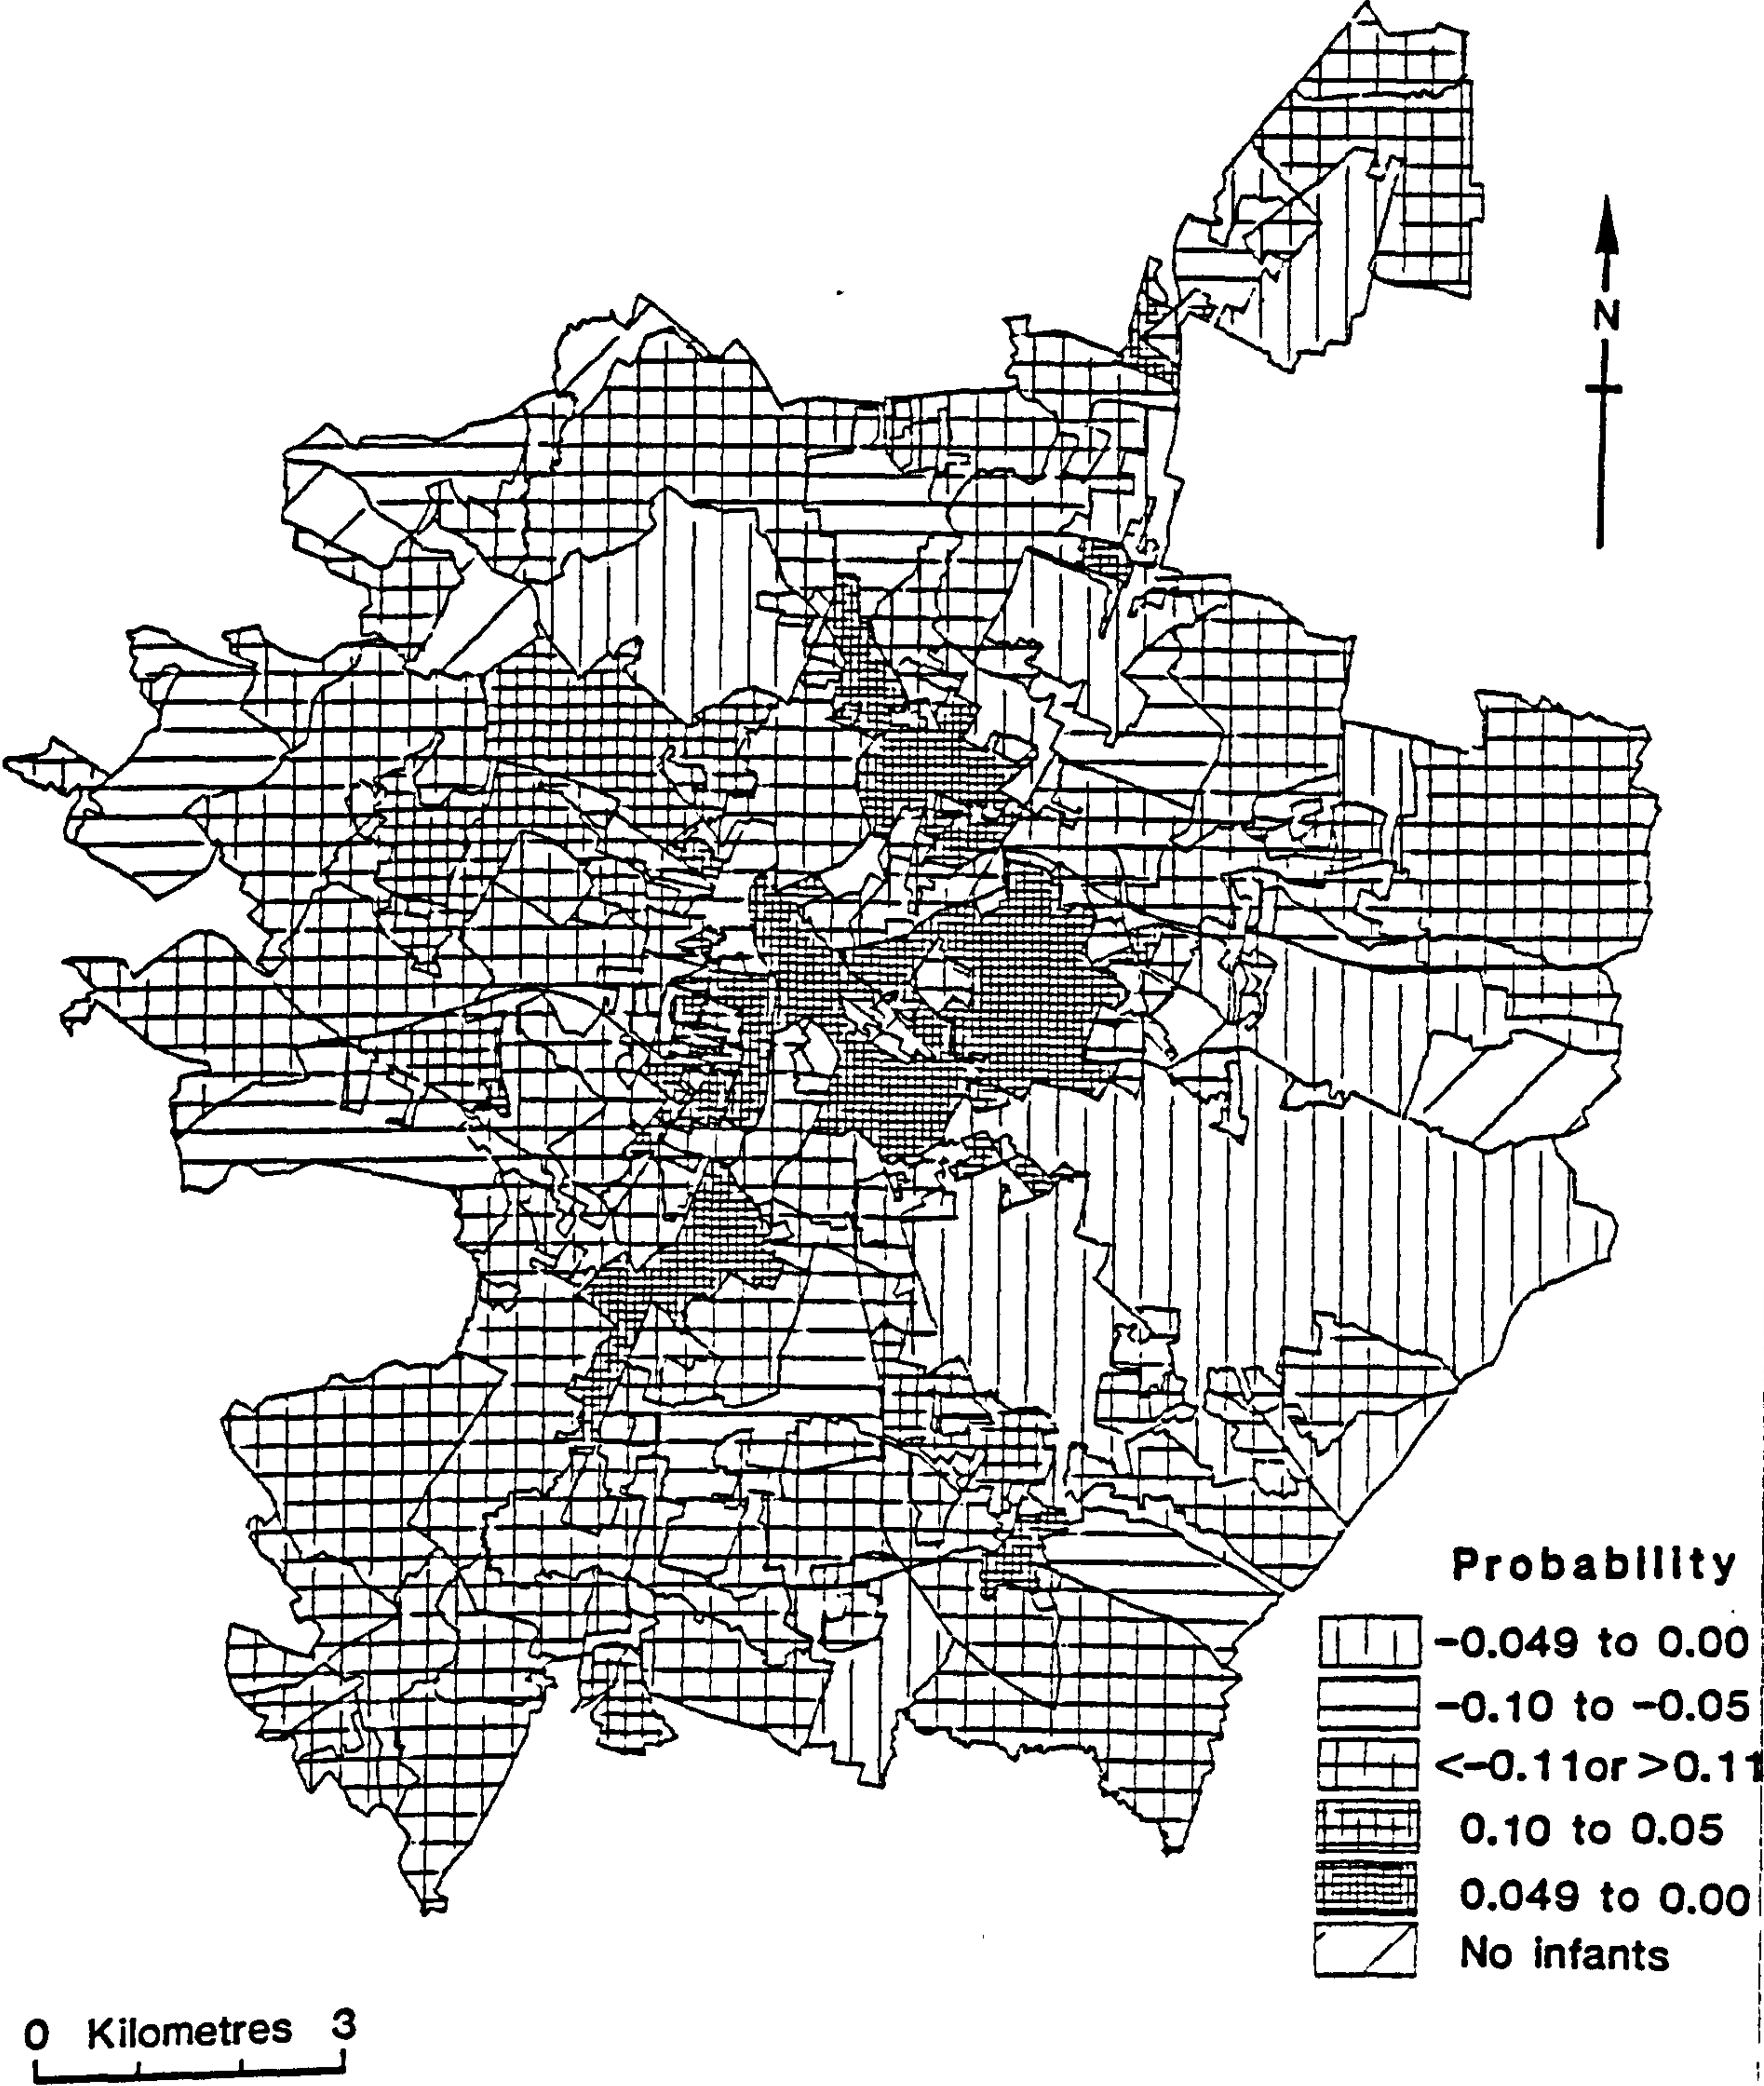 N
Probability
-0.049 to 0.00
-0.10 to -0.05
<-0.11or >0.11
0.10 to 0.05
0.049 to 0.00
No infants
0 Kilometres 3